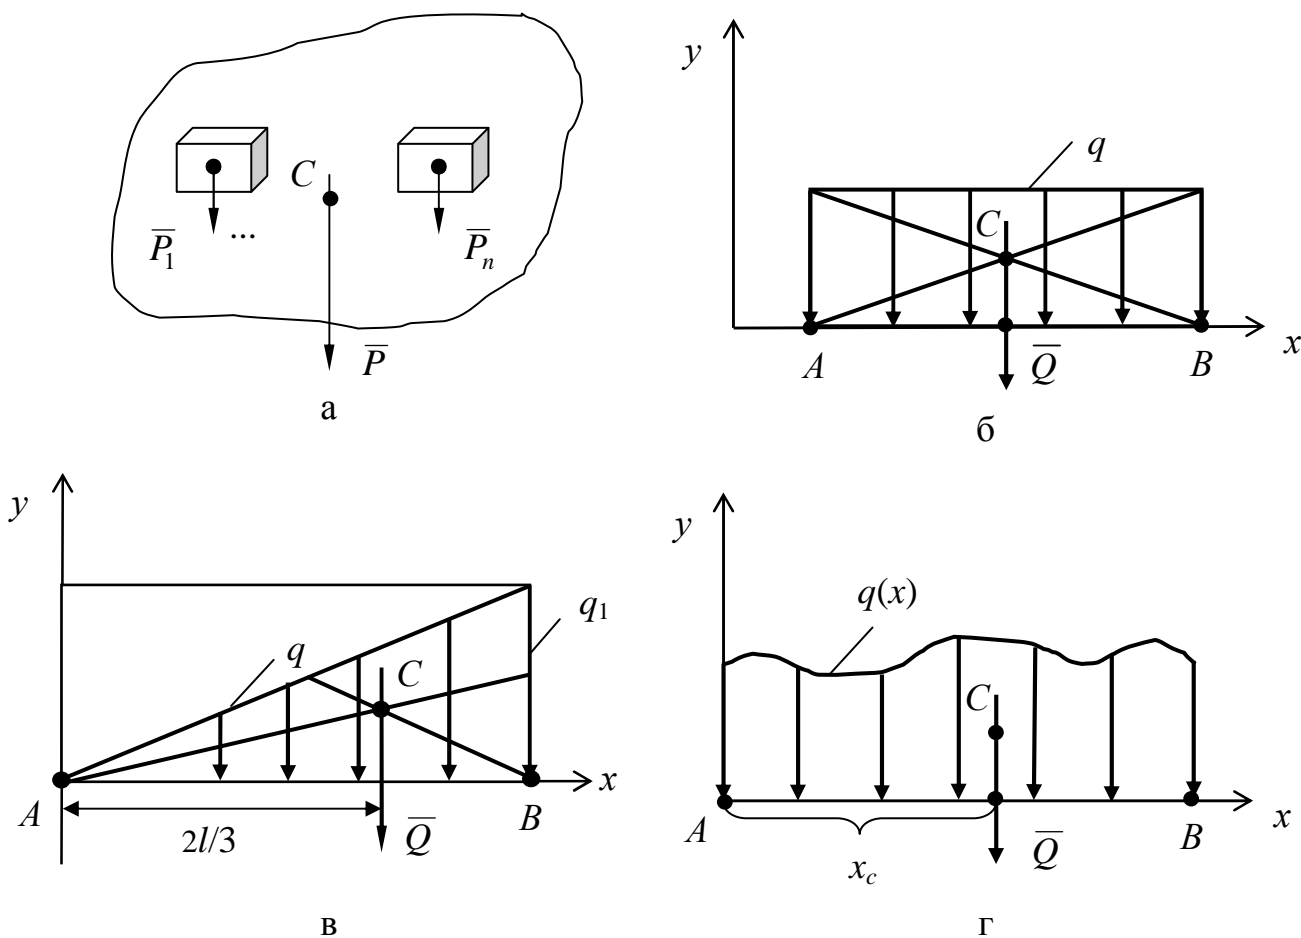 C
P̅₁ ... P̅ₙ
P̅
а
y
q
C
A Q̅ B x
б
y
q₁
q
C
x
A 2l/3 Q̅ B
в
y
q(x)
C
A Q̅ B x
x_c
г